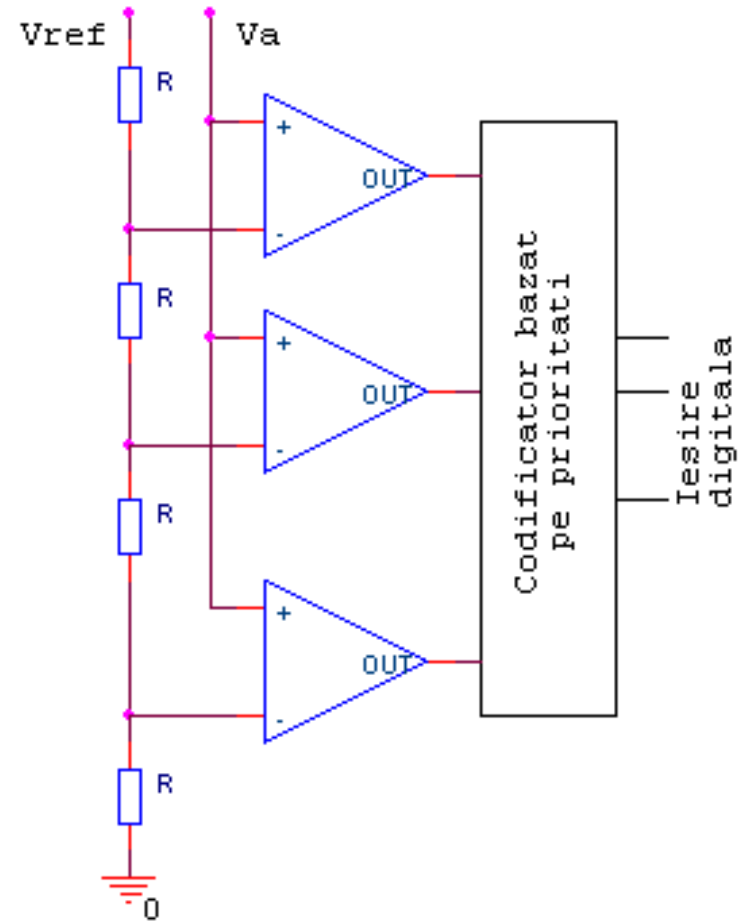 Vref
Va
R
+
OUT
-
R
+
OUT
-
Codificator bazat
pe prioritati
Iesire
digitala
R
+
OUT
-
R
0